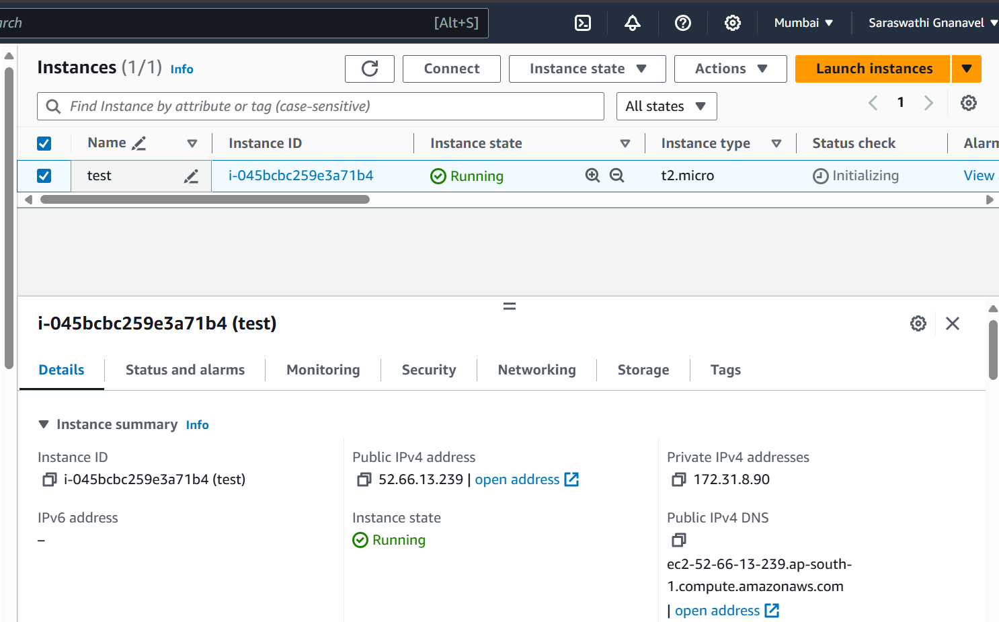 arch [Alt+S] Mumbai Saraswathi Gnanavel
Instances (1/1) Info Connect Instance state Actions Launch instances
Find Instance by attribute or tag (case-sensitive) All states 1
Name Instance ID Instance state Instance type Status check Alarm
test i-045bcbc259e3a71b4 Running t2.micro Initializing View
i-045bcbc259e3a71b4 (test)
Details Status and alarms Monitoring Security Networking Storage Tags
Instance summary Info
Instance ID
i-045bcbc259e3a71b4 (test)
Public IPv4 address
52.66.13.239 | open address
Private IPv4 addresses
172.31.8.90
IPv6 address
–
Instance state
Running
Public IPv4 DNS
ec2-52-66-13-239.ap-south-
1.compute.amazonaws.com
| open address